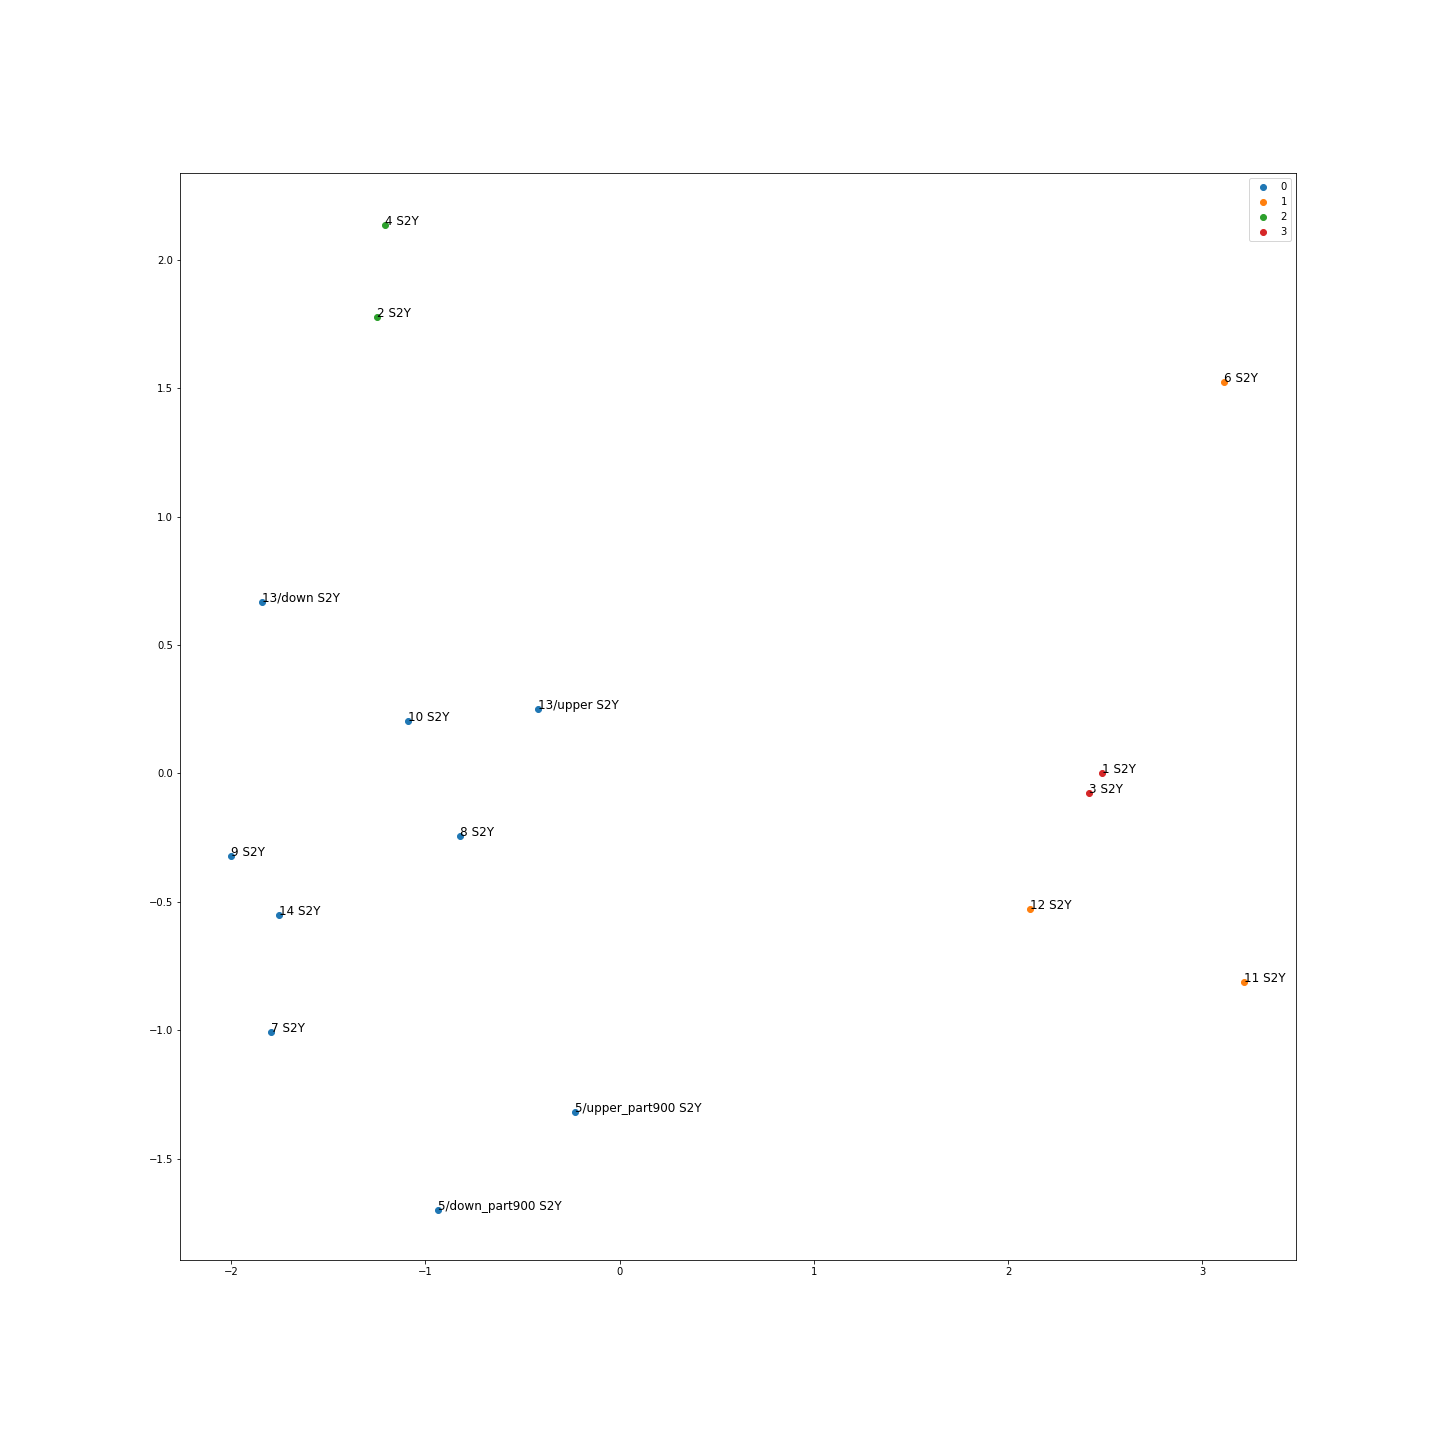 0
1
2
3
4 S2Y
2 S2Y
6 S2Y
13/down S2Y
13/upper S2Y
10 S2Y
1 S2Y
3 S2Y
8 S2Y
9 S2Y
12 S2Y
14 S2Y
11 S2Y
7 S2Y
5/upper_part900 S2Y
5/down_part900 S2Y
2.0
1.5
1.0
0.5
0.0
−0.5
−1.0
−1.5
−2 −1 0 1 2 3